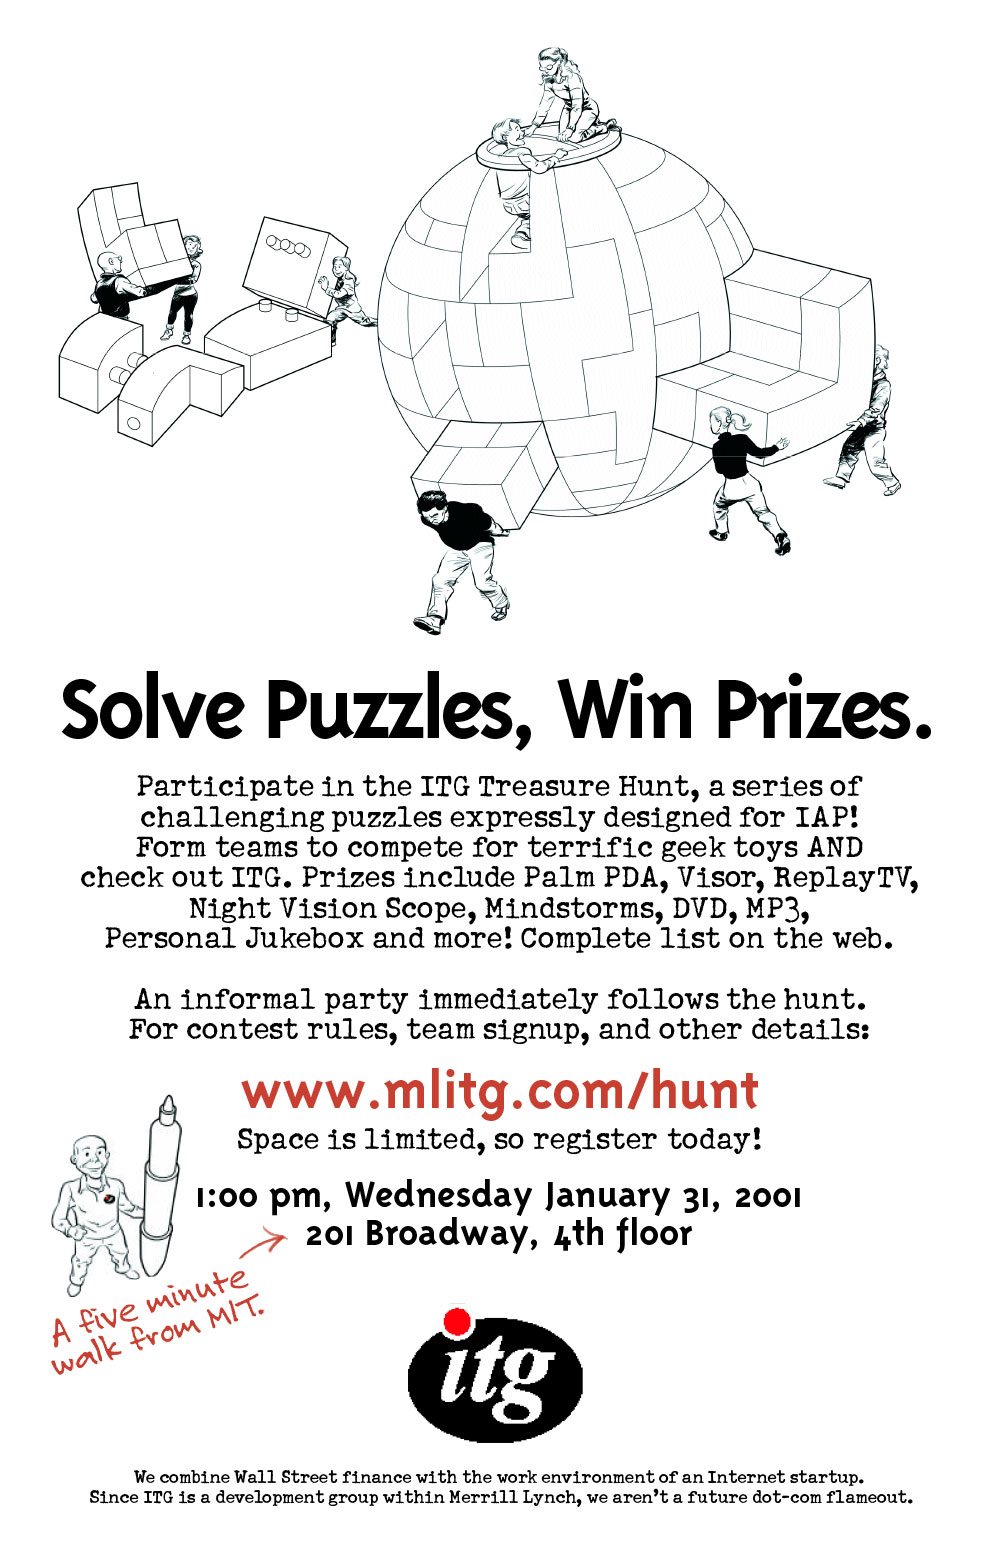 Solve Puzzles, Win Prizes.
Participate in the ITG Treasure Hunt, a series of
challenging puzzles expressly designed for IAP!
Form teams to compete for terrific geek toys AND
check out ITG. Prizes include Palm PDA, Visor, ReplayTV,
Night Vision Scope, Mindstorms, DVD, MP3,
Personal Jukebox and more! Complete list on the web.
An informal party immediately follows the hunt.
For contest rules, team signup, and other details:
www.mlitg.com/hunt
Space is limited, so register today!
1:00 pm, Wednesday January 31, 2001
201 Broadway, 4th floor
A five minute
walk from MIT.
itg
We combine Wall Street finance with the work environment of an Internet startup.
Since ITG is a development group within Merrill Lynch, we aren't a future dot-com flameout.